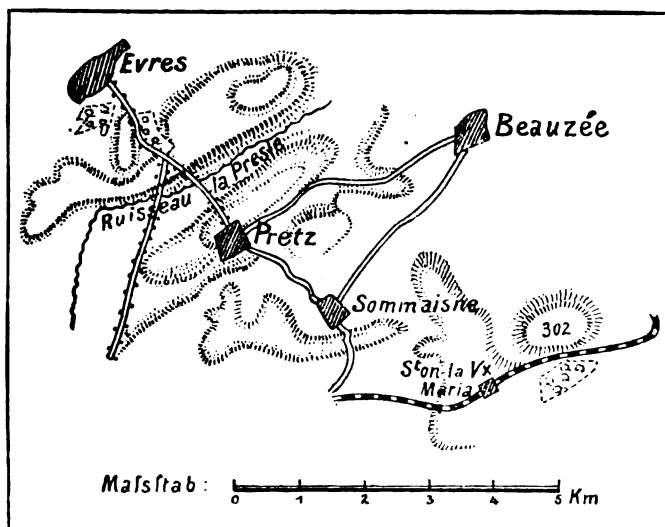 Evres
Beauzée
Ruisseau la Presle
Pretz
Sommaisne
302
Sᵗon la Vx
Maria
Maſsſtab:
0 1 2 3 4 5 Km